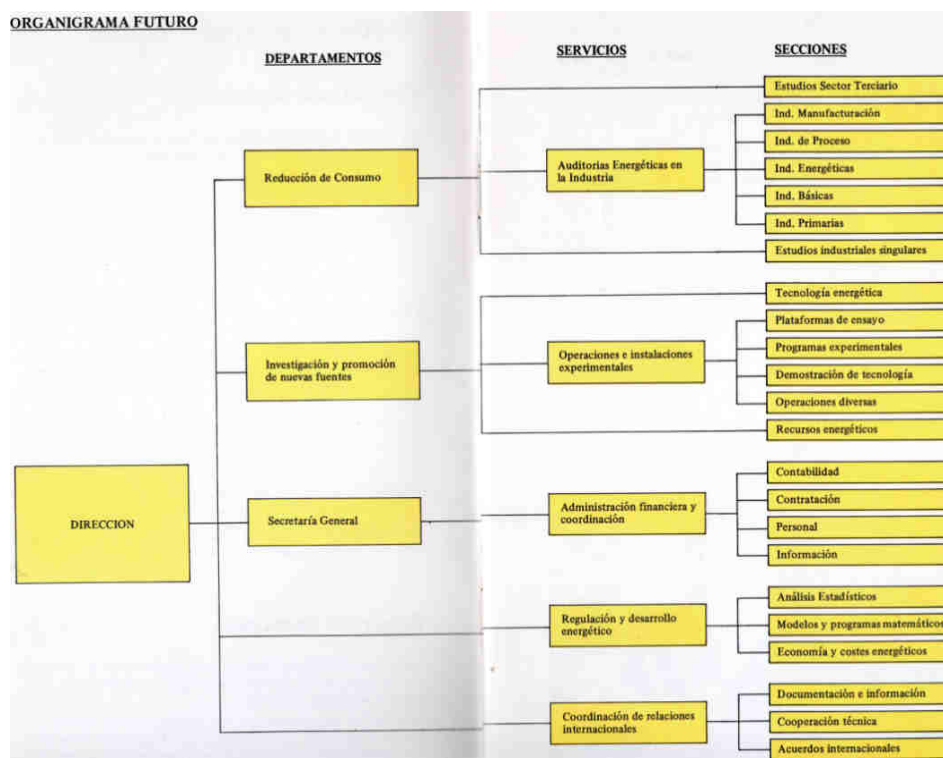 ORGANIGRAMA FUTURO
DEPARTAMENTOS
SERVICIOS
SECCIONES
Estudios Sector Terciario
Ind. Manufacturación
Ind. de Proceso
Reducción de Consumo
Auditorias Energéticas en
la Industria
Ind. Energéticas
Ind. Básicas
Ind. Primarias
Estudios industriales singulares
Tecnología energética
Plataformas de ensayo
Programas experimentales
Investigación y promoción
de nuevas fuentes
Operaciones e instalaciones
experimentales
Demostración de tecnología
Operaciones diversas
Recursos energéticos
Contabilidad
Contratación
DIRECCION
Secretaría General
Administración financiera y
coordinación
Personal
Información
Análisis Estadísticos
Regulación y desarrollo
energético
Modelos y programas matemáticos
Economía y costes energéticos
Documentación e información
Coordinación de relaciones
internacionales
Cooperación técnica
Acuerdos internacionales